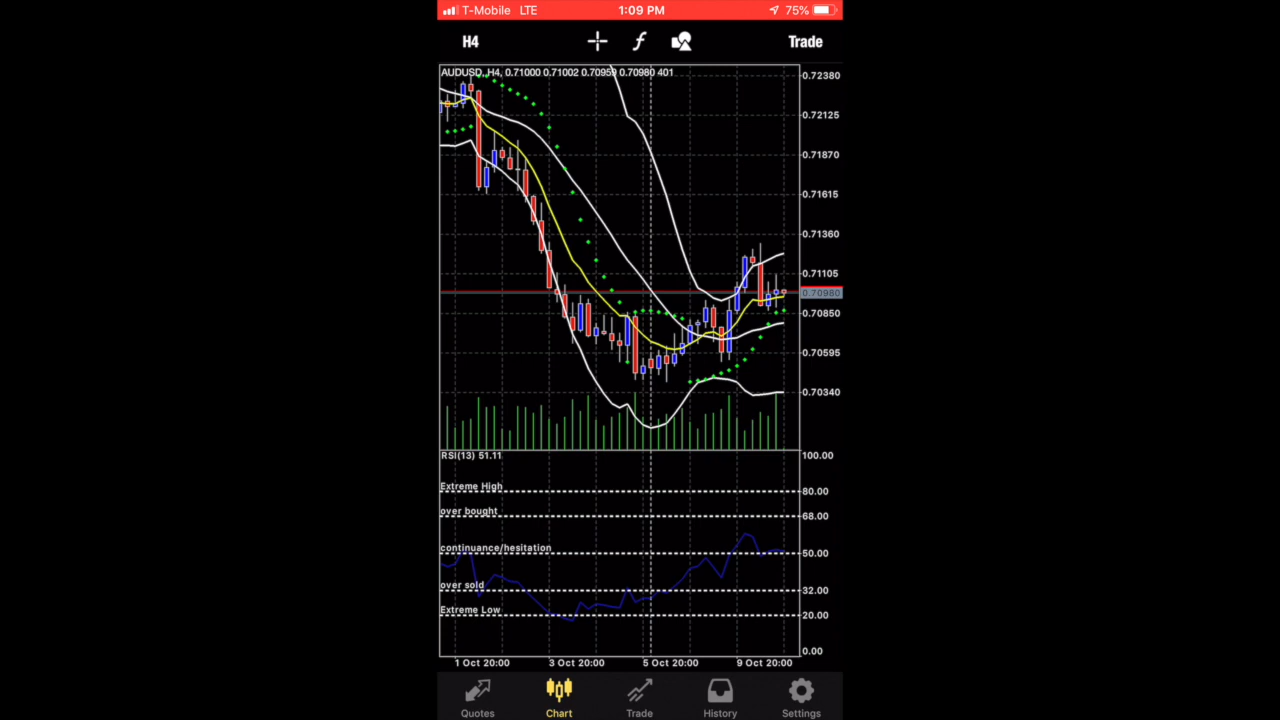 T-Mobile LTE 1:09 PM 75%
H4 f Trade
AUDUSD, H4, 0.71000 0.71002 0.70959 0.70980 401
0.72380
0.72125
0.71870
0.71615
0.71360
0.71105
0.70980
0.70850
0.70595
0.70340
RSI(13) 51.11 100.00
Extreme High 80.00
over bought 68.00
continuance/hesitation 50.00
over sold 32.00
Extreme Low 20.00
0.00
1 Oct 20:00 3 Oct 20:00 5 Oct 20:00 9 Oct 20:00
Quotes Chart Trade History Settings